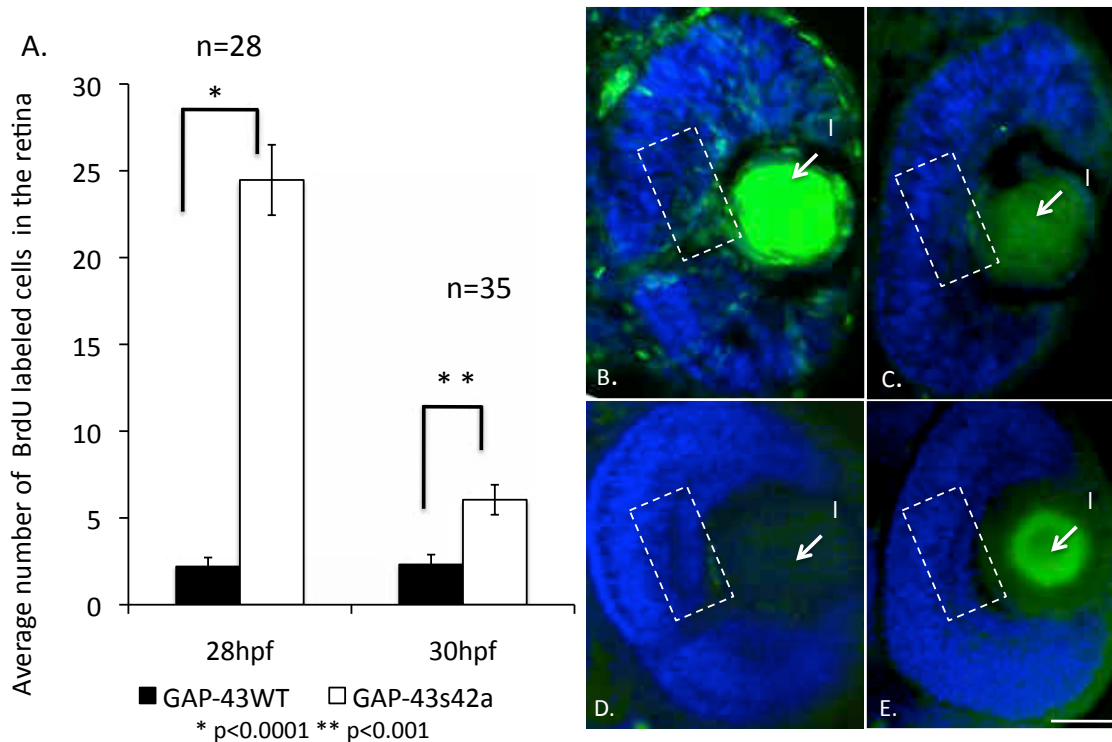 A.
n=28
Average number of BrdU labeled cells in the retina
30
25
20
15
10
5
0
*
n=35
* *
28hpf
30hpf
GAP-43WT
GAP-43s42a
* p<0.0001 ** p<0.001
l
B.
l
C.
l
D.
l
E.